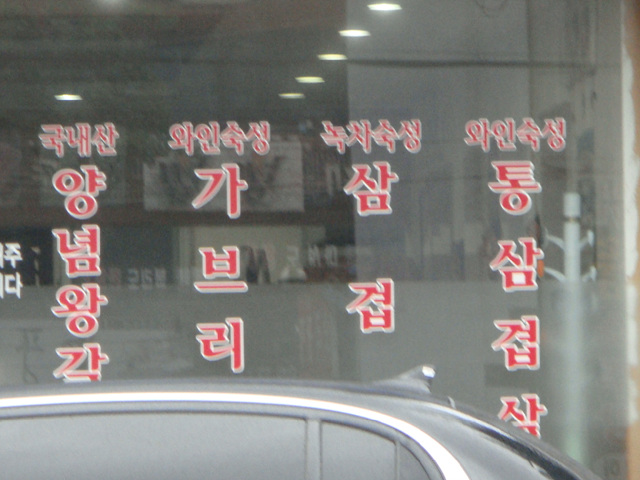 국내산
양념왕갈
와인숙성
가브리
녹차숙성
삼겹
와인숙성
통삼겹살